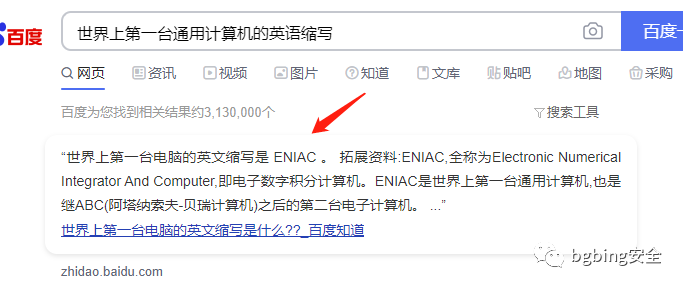 百度
世界上第一台通用计算机的英语缩写
百度一
网页 资讯 视频 图片 知道 文库 贴吧 地图 采购
百度为您找到相关结果约3,130,000个 搜索工具
“世界上第一台电脑的英文缩写是 ENIAC 。 拓展资料:ENIAC,全称为Electronic Numerical
Integrator And Computer,即电子数字积分计算机。ENIAC是世界上第一台通用计算机,也是
继ABC(阿塔纳索夫-贝瑞计算机)之后的第二台电子计算机。 ...”
世界上第一台电脑的英文缩写是什么??_百度知道
bgbing安全
zhidao.baidu.com